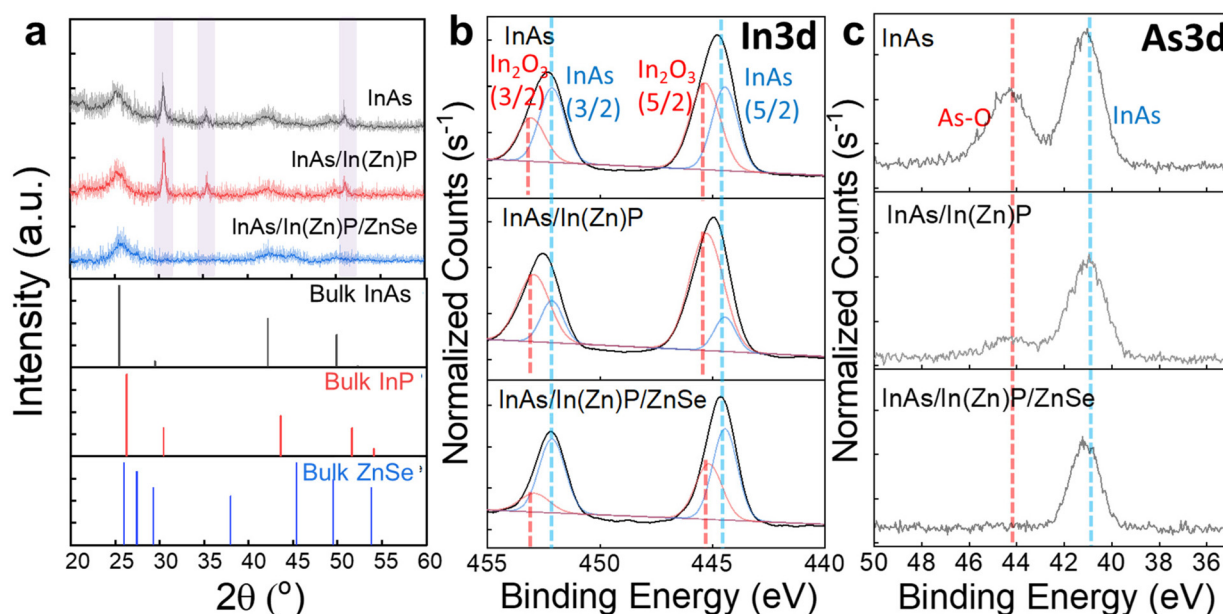 a
Intensity (a.u.)
InAs
InAs/In(Zn)P
InAs/In(Zn)P/ZnSe
Bulk InAs
Bulk InP
Bulk ZnSe
20 25 30 35 40 45 50 55 60
2θ (°)
b
In3d
Normalized Counts (s⁻¹)
InAs
In₂O₃ InAs In₂O₃ InAs
(3/2) (3/2) (5/2) (5/2)
InAs/In(Zn)P
InAs/In(Zn)P/ZnSe
455 450 445 440
Binding Energy (eV)
c
As3d
Normalized Counts (s⁻¹)
InAs
As-O
InAs
InAs/In(Zn)P
InAs/In(Zn)P/ZnSe
50 48 46 44 42 40 38 36
Binding Energy (eV)